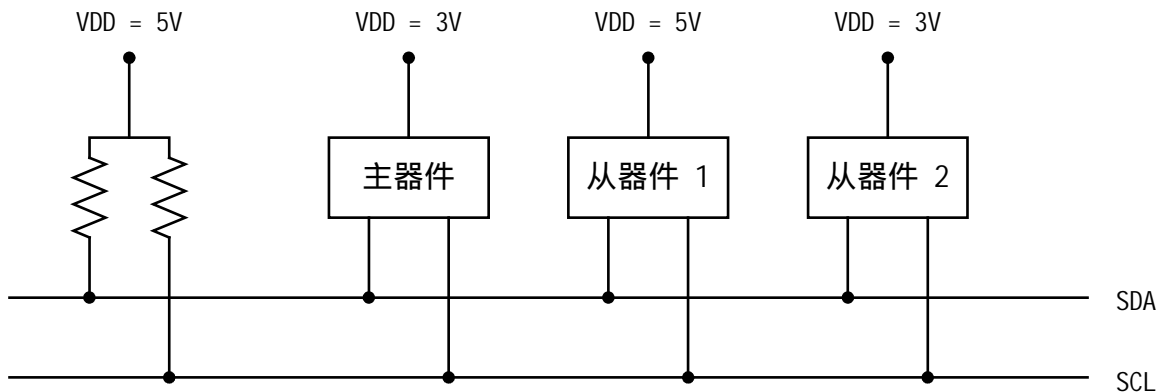 VDD = 5V
VDD = 3V
VDD = 5V
VDD = 3V
主器件
从器件 1
从器件 2
SDA
SCL